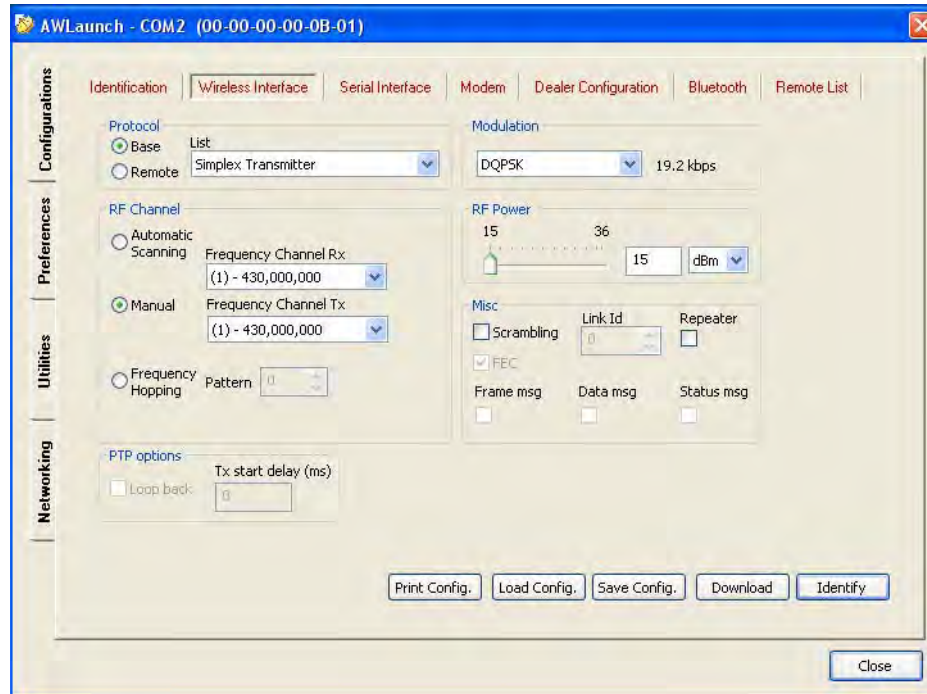 AWLaunch - COM2 (00-00-00-00-0B-01)
Configurations
Preferences
Utilities
Networking
Identification
Wireless Interface
Serial Interface
Modem
Dealer Configuration
Bluetooth
Remote List
Protocol
Base
Remote
List
Simplex Transmitter
Modulation
DQPSK
19.2 kbps
RF Channel
Automatic
Scanning
Frequency Channel Rx
(1) - 430,000,000
Manual
Frequency Channel Tx
(1) - 430,000,000
Frequency
Hopping
Pattern
0
RF Power
15
36
15
dBm
Misc
Scrambling
Link Id
0
Repeater
FEC
Frame msg
Data msg
Status msg
PTP options
Loop back
Tx start delay (ms)
0
Print Config.
Load Config.
Save Config.
Download
Identify
Close